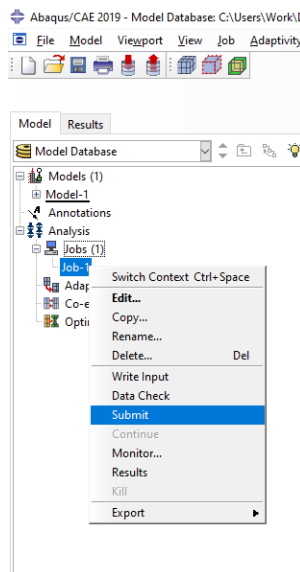 Abaqus/CAE 2019 - Model Database: C:\Users\Work\
File Model Viewport View Job Adaptivity
Model Results
Model Database
Models (1)
Model-1
Annotations
Analysis
Jobs (1)
Job-1
Switch Context Ctrl+Space
Edit...
Copy...
Rename...
Delete... Del
Write Input
Data Check
Submit
Continue
Monitor...
Results
Kill
Export